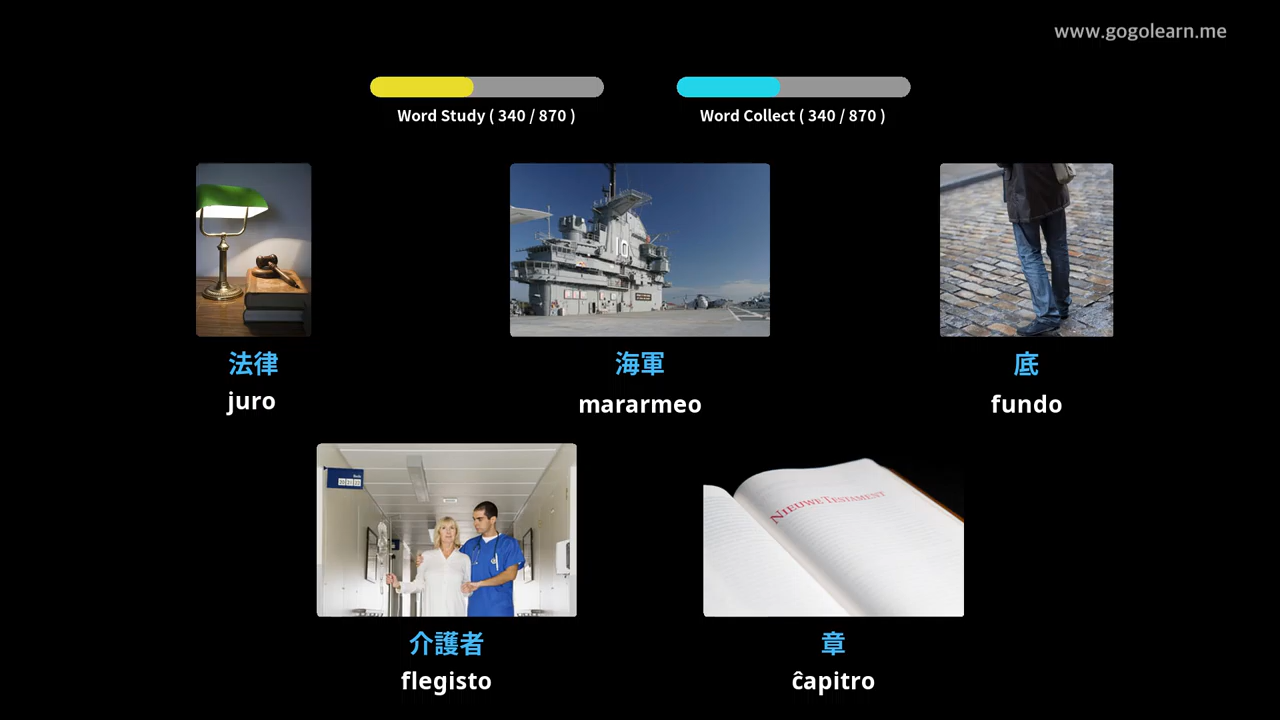 www.gogolearn.me
Word Study ( 340 / 870 )
Word Collect ( 340 / 870 )
10
法律
juro
海軍
mararmeo
底
fundo
NIEUWE TESTAMENT
介護者
flegisto
章
ĉapitro